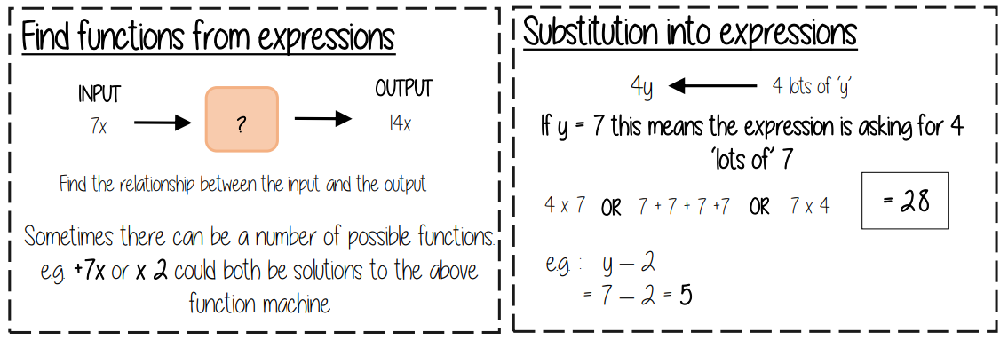 Find functions from expressions
INPUT
OUTPUT
7x
?
14x
Find the relationship between the input and the output
Sometimes there can be a number of possible functions.
e.g. +7x or x 2 could both be solutions to the above
function machine
Substitution into expressions
4y
4 lots of 'y'
If y = 7 this means the expression is asking for 4
'lots of' 7
4 x 7 OR 7 + 7 + 7 +7 OR 7 x 4
= 28
e.g. : y – 2
= 7 – 2 = 5